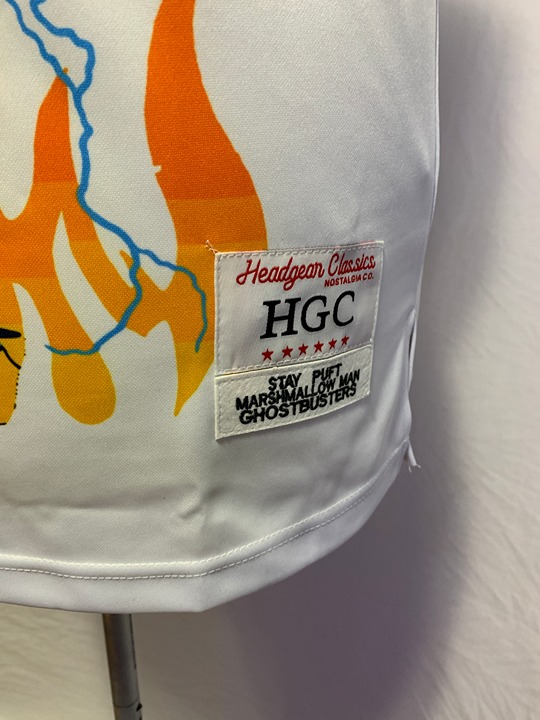 Headgear Classics
NOSTALGIA CO.
HGC
STAY PUFT
MARSHMALLOW MAN
GHOSTBUSTERS